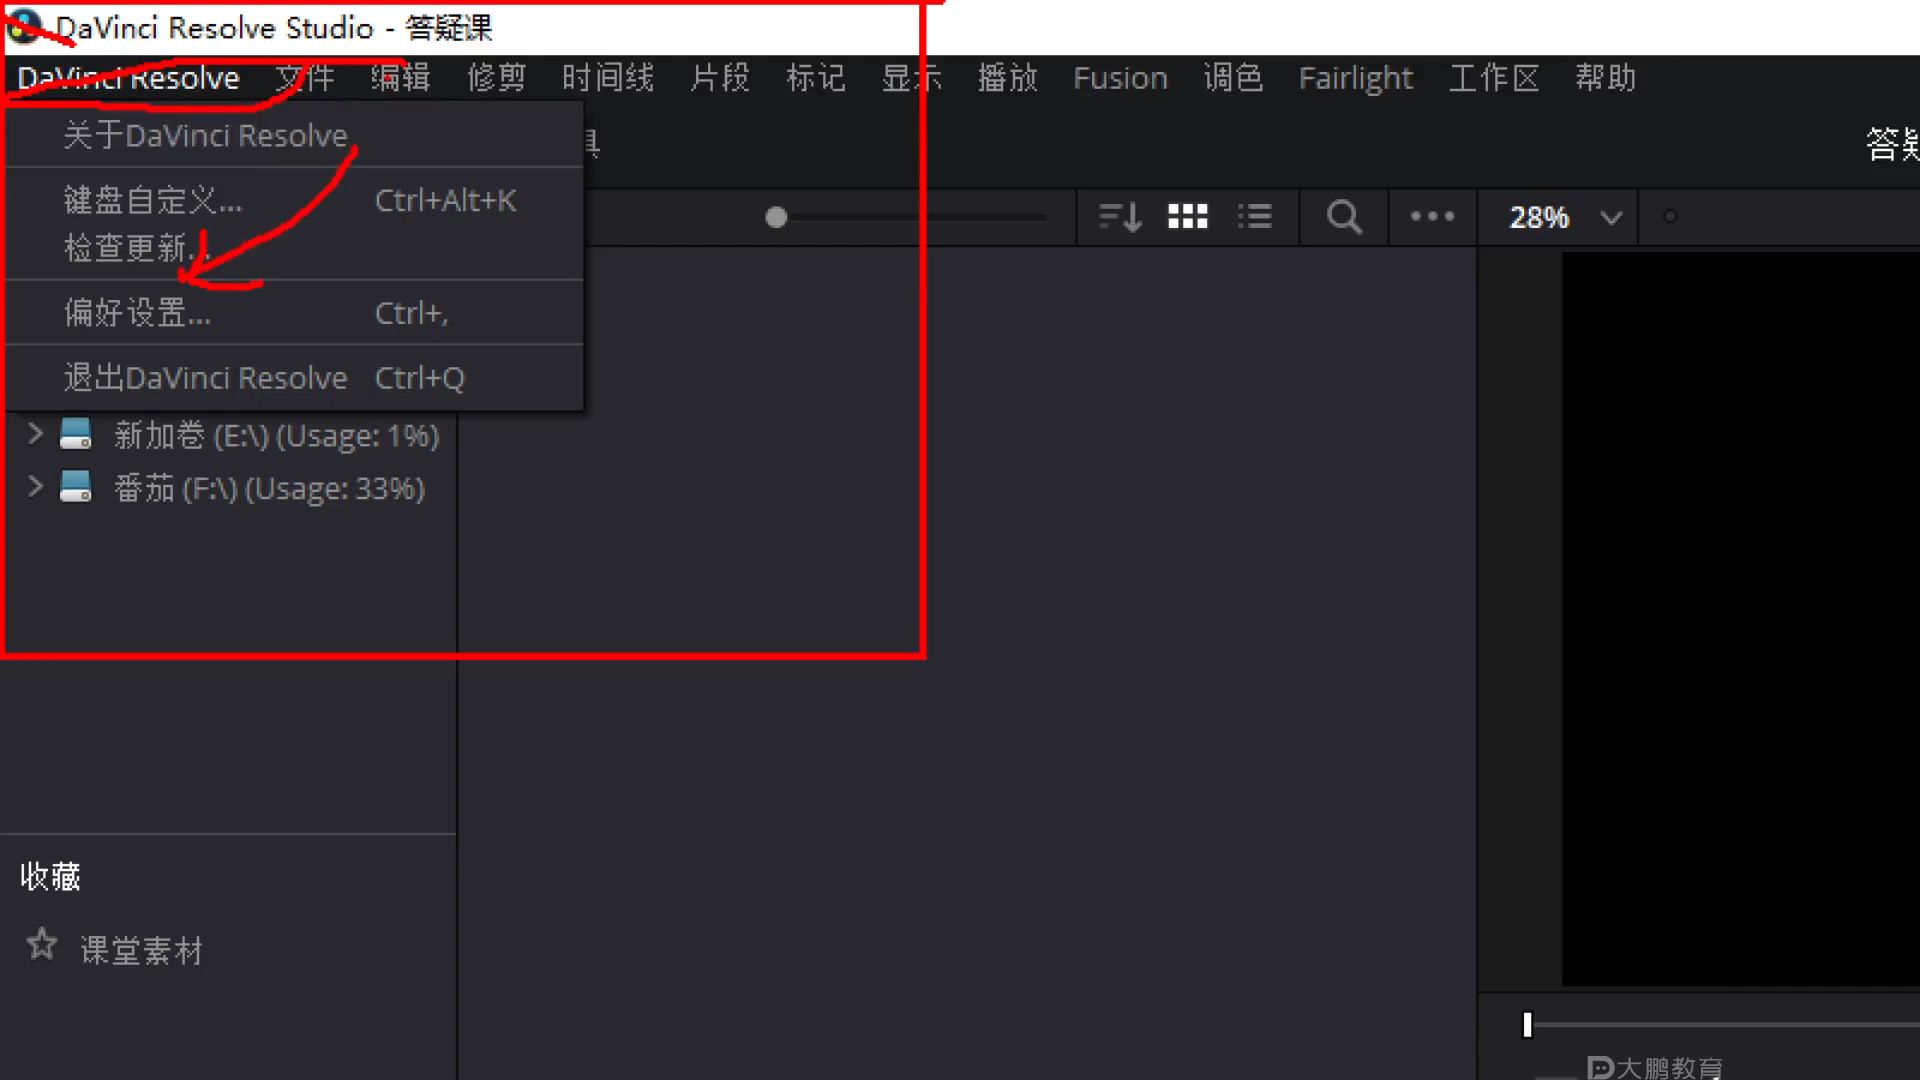 DaVinci Resolve Studio - 答疑课
DaVinci Resolve 文件 编辑 修剪 时间线 片段 标记 显示 播放 Fusion 调色 Fairlight 工作区 帮助
关于DaVinci Resolve
具
答疑
键盘自定义... Ctrl+Alt+K
28%
检查更新...
偏好设置... Ctrl+,
退出DaVinci Resolve Ctrl+Q
新加卷 (E:\) (Usage: 1%)
番茄 (F:\) (Usage: 33%)
收藏
课堂素材
大鹏教育